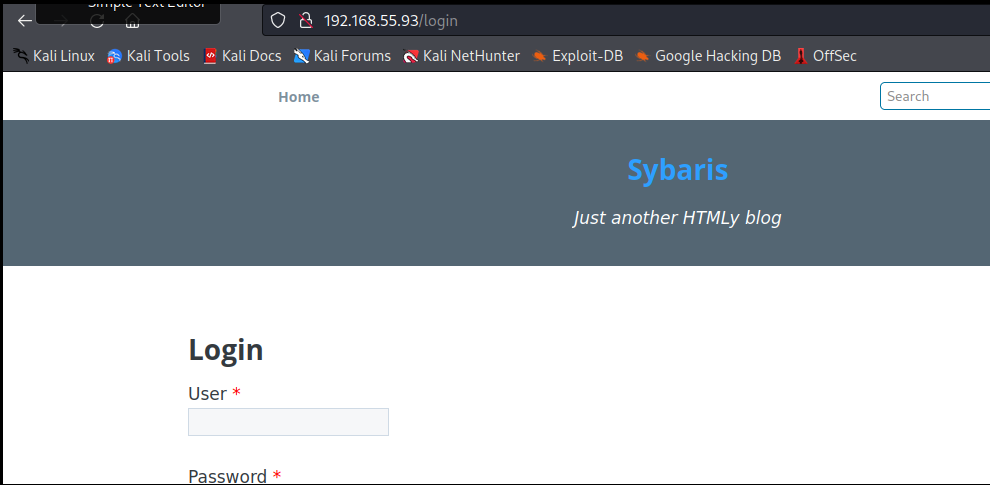 Simple Text Editor
192.168.55.93/login
Kali Linux Kali Tools Kali Docs Kali Forums Kali NetHunter Exploit-DB Google Hacking DB OffSec
Home Search
Sybaris
Just another HTMLy blog
Login
User *
Password *